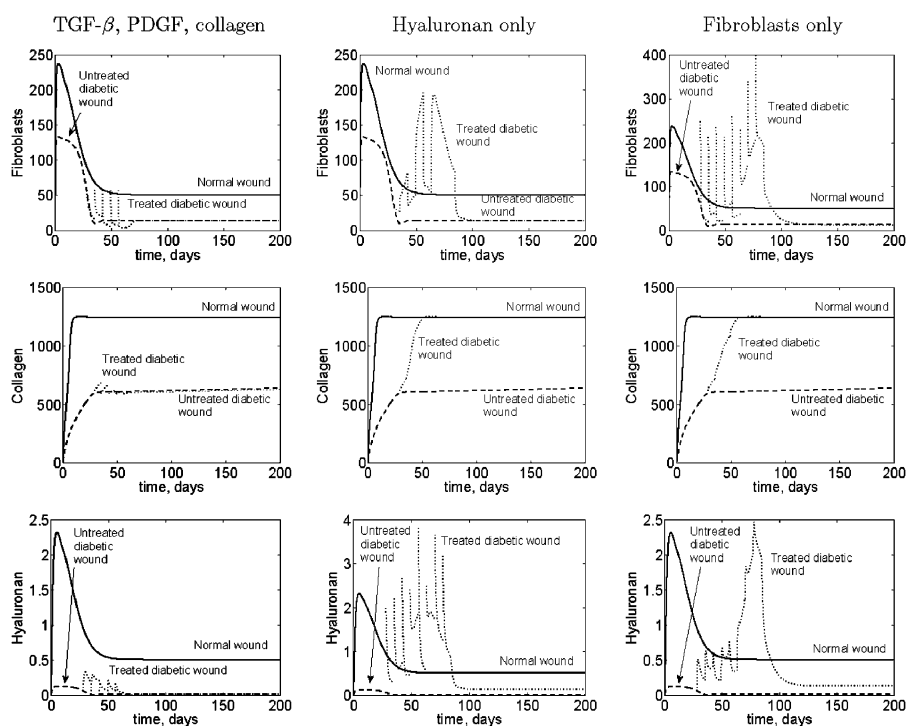 TGF-β, PDGF, collagen
Hyaluronan only
Fibroblasts only
250
200
150
100
50
0
Fibroblasts
Untreated
diabetic
wound
Normal wound
Treated diabetic wound
0 50 100 150 200
time, days
250
200
150
100
50
0
Fibroblasts
Normal wound
Treated diabetic
wound
Untreated diabetic
wound
0 50 100 150 200
time, days
400
300
200
100
0
Fibroblasts
Untreated
diabetic
wound
Treated diabetic
wound
Normal wound
0 50 100 150 200
time, days
1500
1000
500
0
Collagen
Normal wound
Treated diabetic
wound
Untreated diabetic
wound
0 50 100 150 200
time, days
1500
1000
500
0
Collagen
Normal wound
Treated diabetic
wound
Untreated diabetic
wound
0 50 100 150 200
time, days
1500
1000
500
0
Collagen
Normal wound
Treated diabetic
wound
Untreated diabetic
wound
0 50 100 150 200
time, days
2.5
2
1.5
1
0.5
0
Hyaluronan
Untreated
diabetic
wound
Normal wound
Treated diabetic wound
0 50 100 150 200
time, days
4
3
2
1
0
Hyaluronan
Untreated
diabetic
wound
Treated diabetic wound
Normal wound
0 50 100 150 200
time, days
2.5
2
1.5
1
0.5
0
Hyaluronan
Untreated
diabetic
wound
Treated diabetic
wound
Normal wound
0 50 100 150 200
time, days